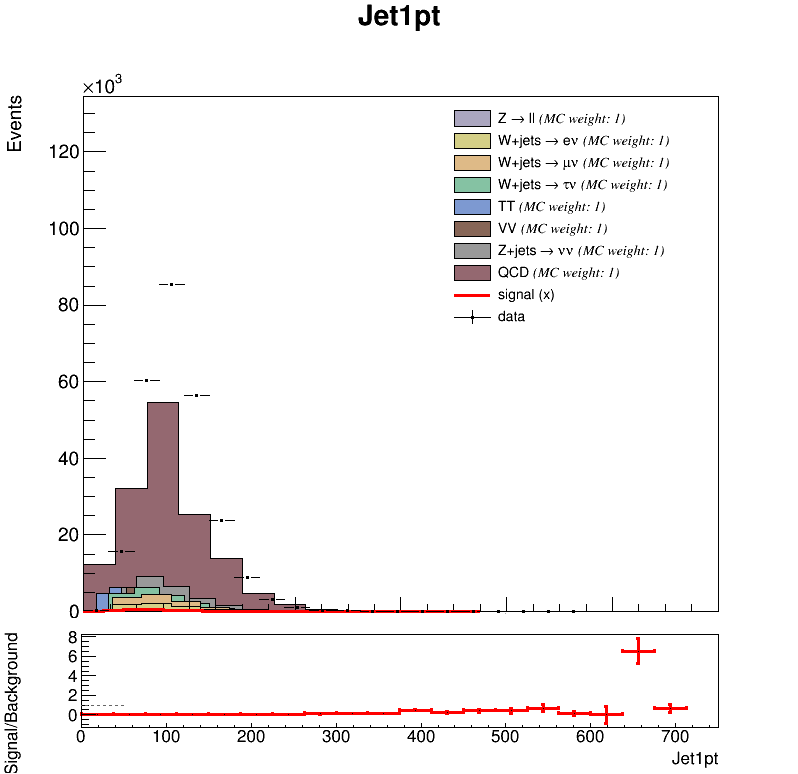 Jet1pt
×10³
Events
120
100
80
60
40
20
0
Z → ll (MC weight: 1)
W+jets → eν (MC weight: 1)
W+jets → μν (MC weight: 1)
W+jets → τν (MC weight: 1)
TT (MC weight: 1)
VV (MC weight: 1)
Z+jets → νν (MC weight: 1)
QCD (MC weight: 1)
signal (x)
data
Signal/Background
8
6
4
2
0
0 100 200 300 400 500 600 700
Jet1pt